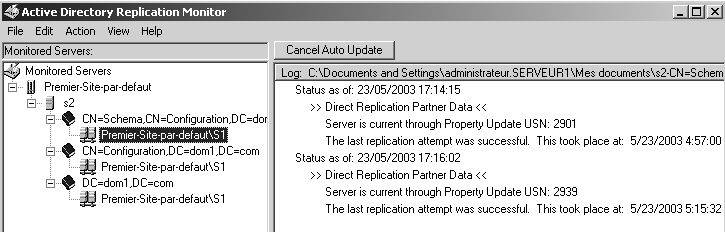 Active Directory Replication Monitor
File Edit Action View Help
Monitored Servers:
Monitored Servers
Premier-Site-par-defaut
s2
CN=Schema,CN=Configuration,DC=dor
Premier-Site-par-defaut\S1
CN=Configuration,DC=dom1,DC=com
Premier-Site-par-defaut\S1
DC=dom1,DC=com
Premier-Site-par-defaut\S1
Cancel Auto Update
Log: C:\Documents and Settings\administrateur.SERVEUR1\Mes documents\s2-CN=Schem
Status as of: 23/05/2003 17:14:15
>> Direct Replication Partner Data <<
Server is current through Property Update USN: 2901
The last replication attempt was successful. This took place at: 5/23/2003 4:57:00
Status as of: 23/05/2003 17:16:02
>> Direct Replication Partner Data <<
Server is current through Property Update USN: 2939
The last replication attempt was successful. This took place at: 5/23/2003 5:15:32